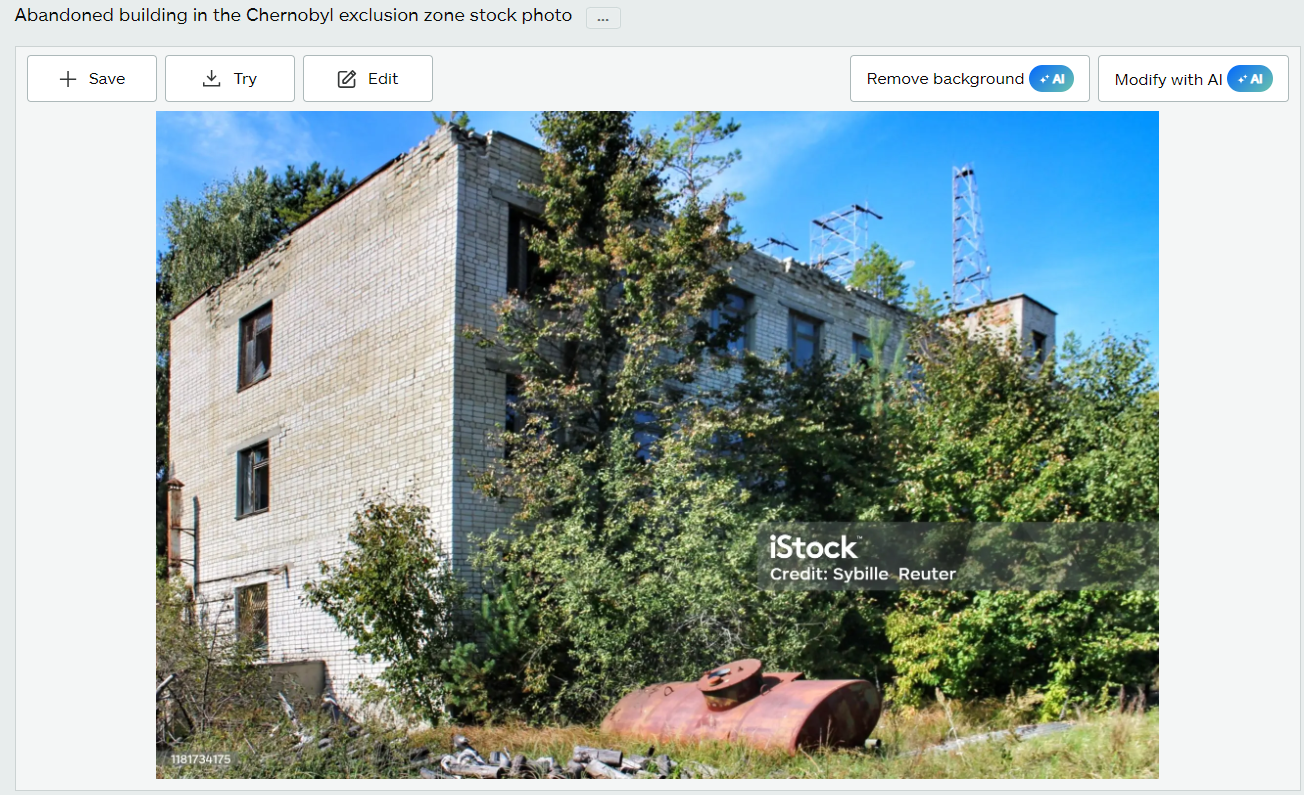 Abandoned building in the Chernobyl exclusion zone stock photo ...
Save Try Edit Remove background AI Modify with AI AI
iStock™
Credit: Sybille Reuter
1181734175